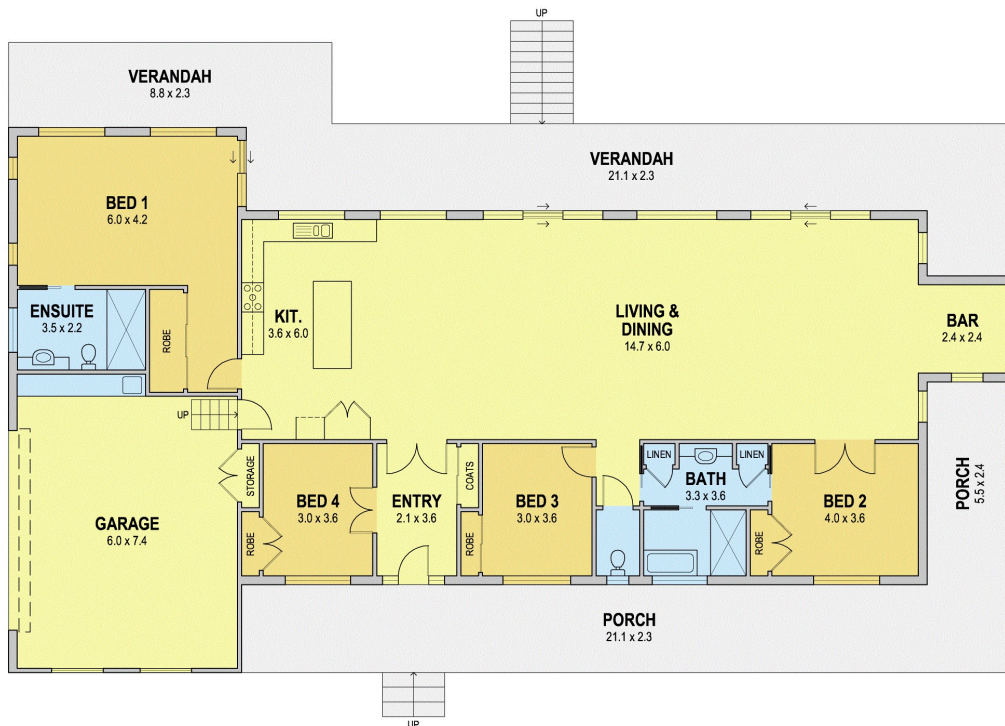 UP
VERANDAH
8.8 x 2.3
VERANDAH
21.1 x 2.3
BED 1
6.0 x 4.2
ENSUITE
3.5 x 2.2
ROBE
KIT.
3.6 x 6.0
LIVING &
DINING
14.7 x 6.0
BAR
2.4 x 2.4
UP
STORAGE
COATS
LINEN
LINEN
GARAGE
6.0 x 7.4
BED 4
3.0 x 3.6
ROBE
ENTRY
2.1 x 3.6
BED 3
3.0 x 3.6
ROBE
BATH
3.3 x 3.6
BED 2
4.0 x 3.6
ROBE
PORCH
5.5 x 2.4
PORCH
21.1 x 2.3
UP